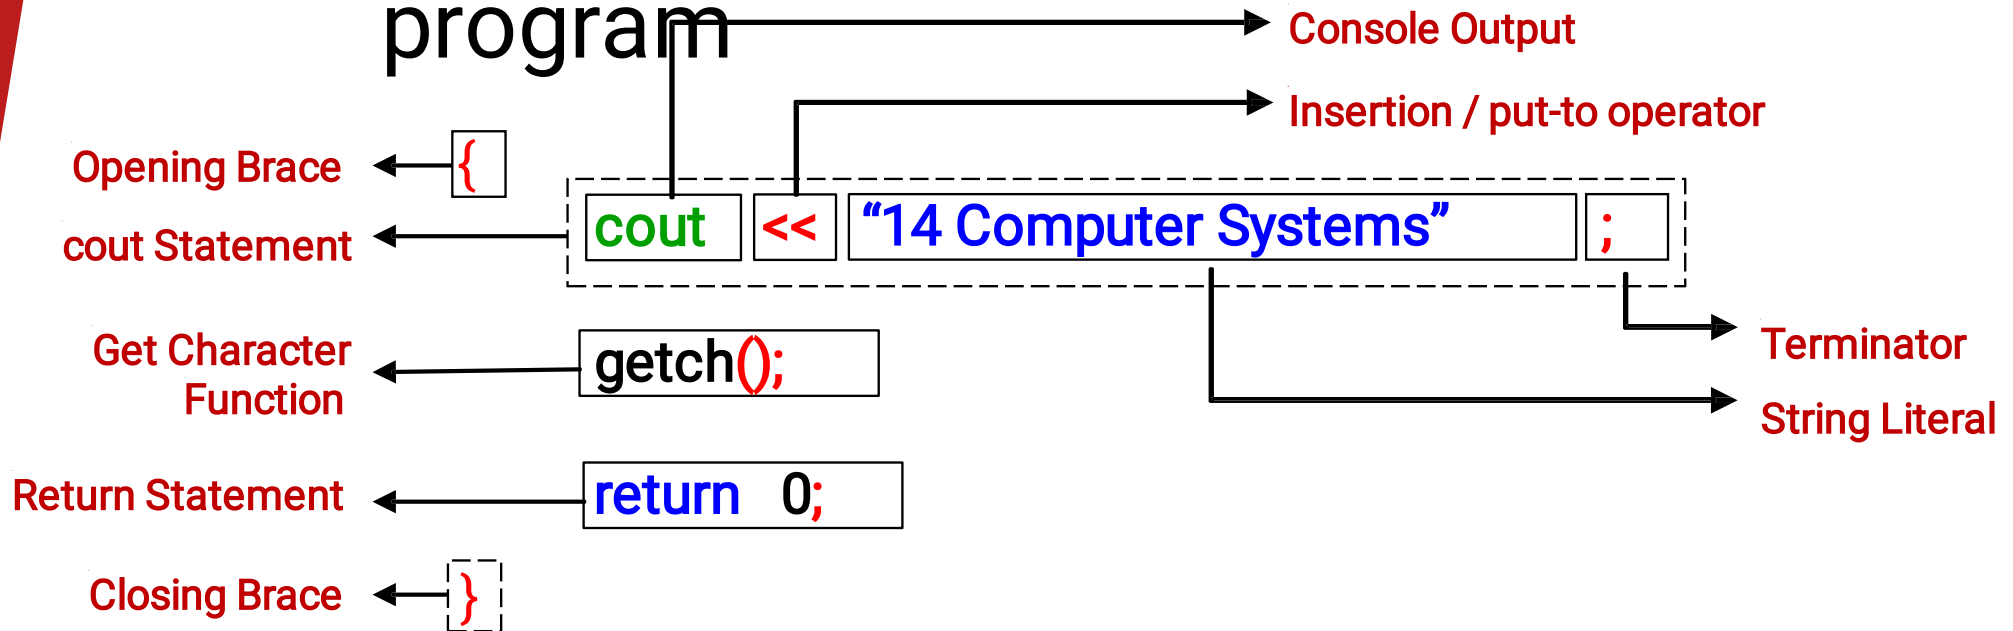 program
Console Output
Insertion / put-to operator
Opening Brace
{
cout Statement
cout << “14 Computer Systems” ;
Terminator
Get Character
Function
getch();
String Literal
Return Statement
return 0;
Closing Brace
}